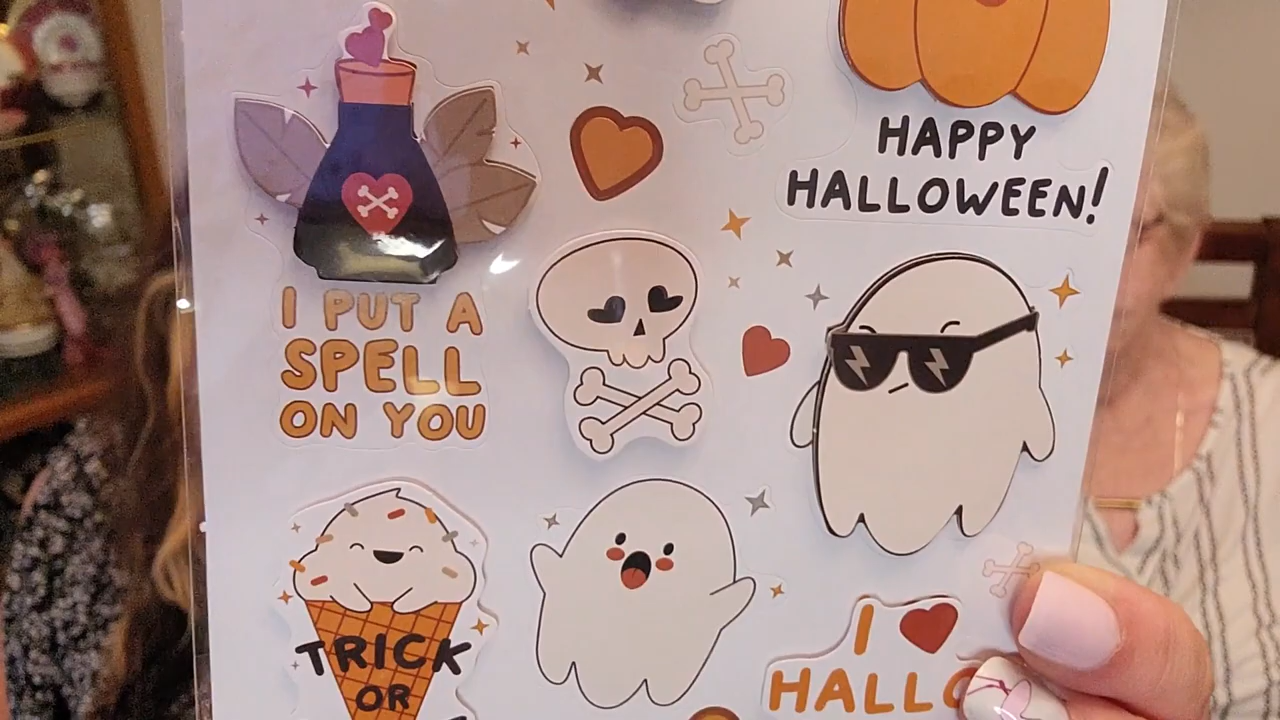 HAPPY
HALLOWEEN!
I PUT A
SPELL
ON YOU
TRICK
OR
I
HALLO